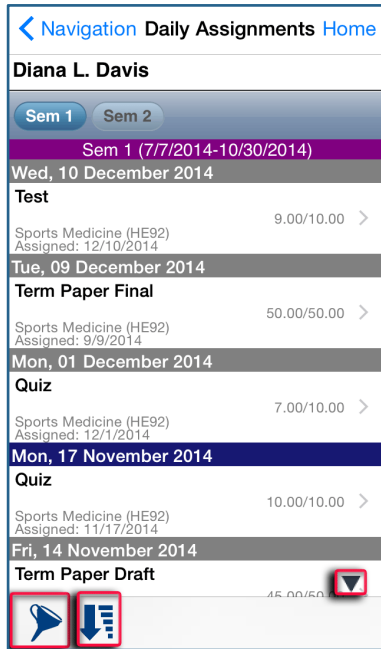 Navigation Daily Assignments Home
Diana L. Davis
Sem 1 Sem 2
Sem 1 (7/7/2014-10/30/2014)
Wed, 10 December 2014
Test
9.00/10.00
Sports Medicine (HE92)
Assigned: 12/10/2014
Tue, 09 December 2014
Term Paper Final
50.00/50.00
Sports Medicine (HE92)
Assigned: 9/9/2014
Mon, 01 December 2014
Quiz
7.00/10.00
Sports Medicine (HE92)
Assigned: 12/1/2014
Mon, 17 November 2014
Quiz
10.00/10.00
Sports Medicine (HE92)
Assigned: 11/17/2014
Fri, 14 November 2014
Term Paper Draft